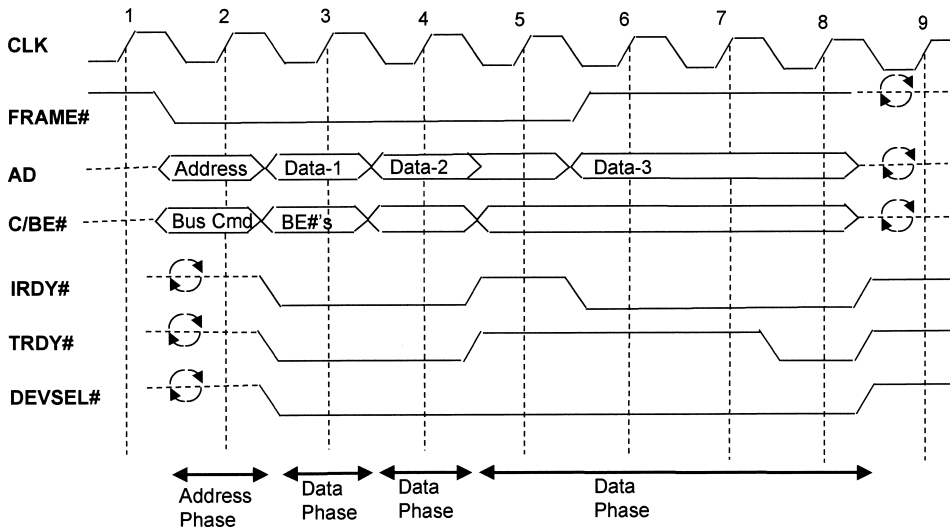 1 2 3 4 5 6 7 8 9
CLK
FRAME#
AD Address Data-1 Data-2 Data-3
C/BE# Bus Cmd BE#'s
IRDY#
TRDY#
DEVSEL#
Address Phase
Data Phase
Data Phase
Data Phase